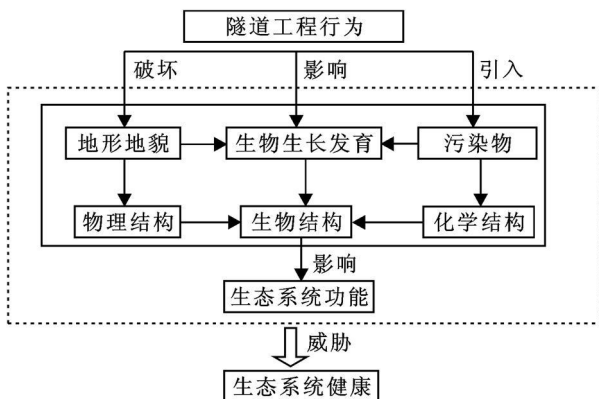 隧道工程行为
破坏 影响 引入
地形地貌 生物生长发育 污染物
物理结构 生物结构 化学结构
影响
生态系统功能
威胁
生态系统健康